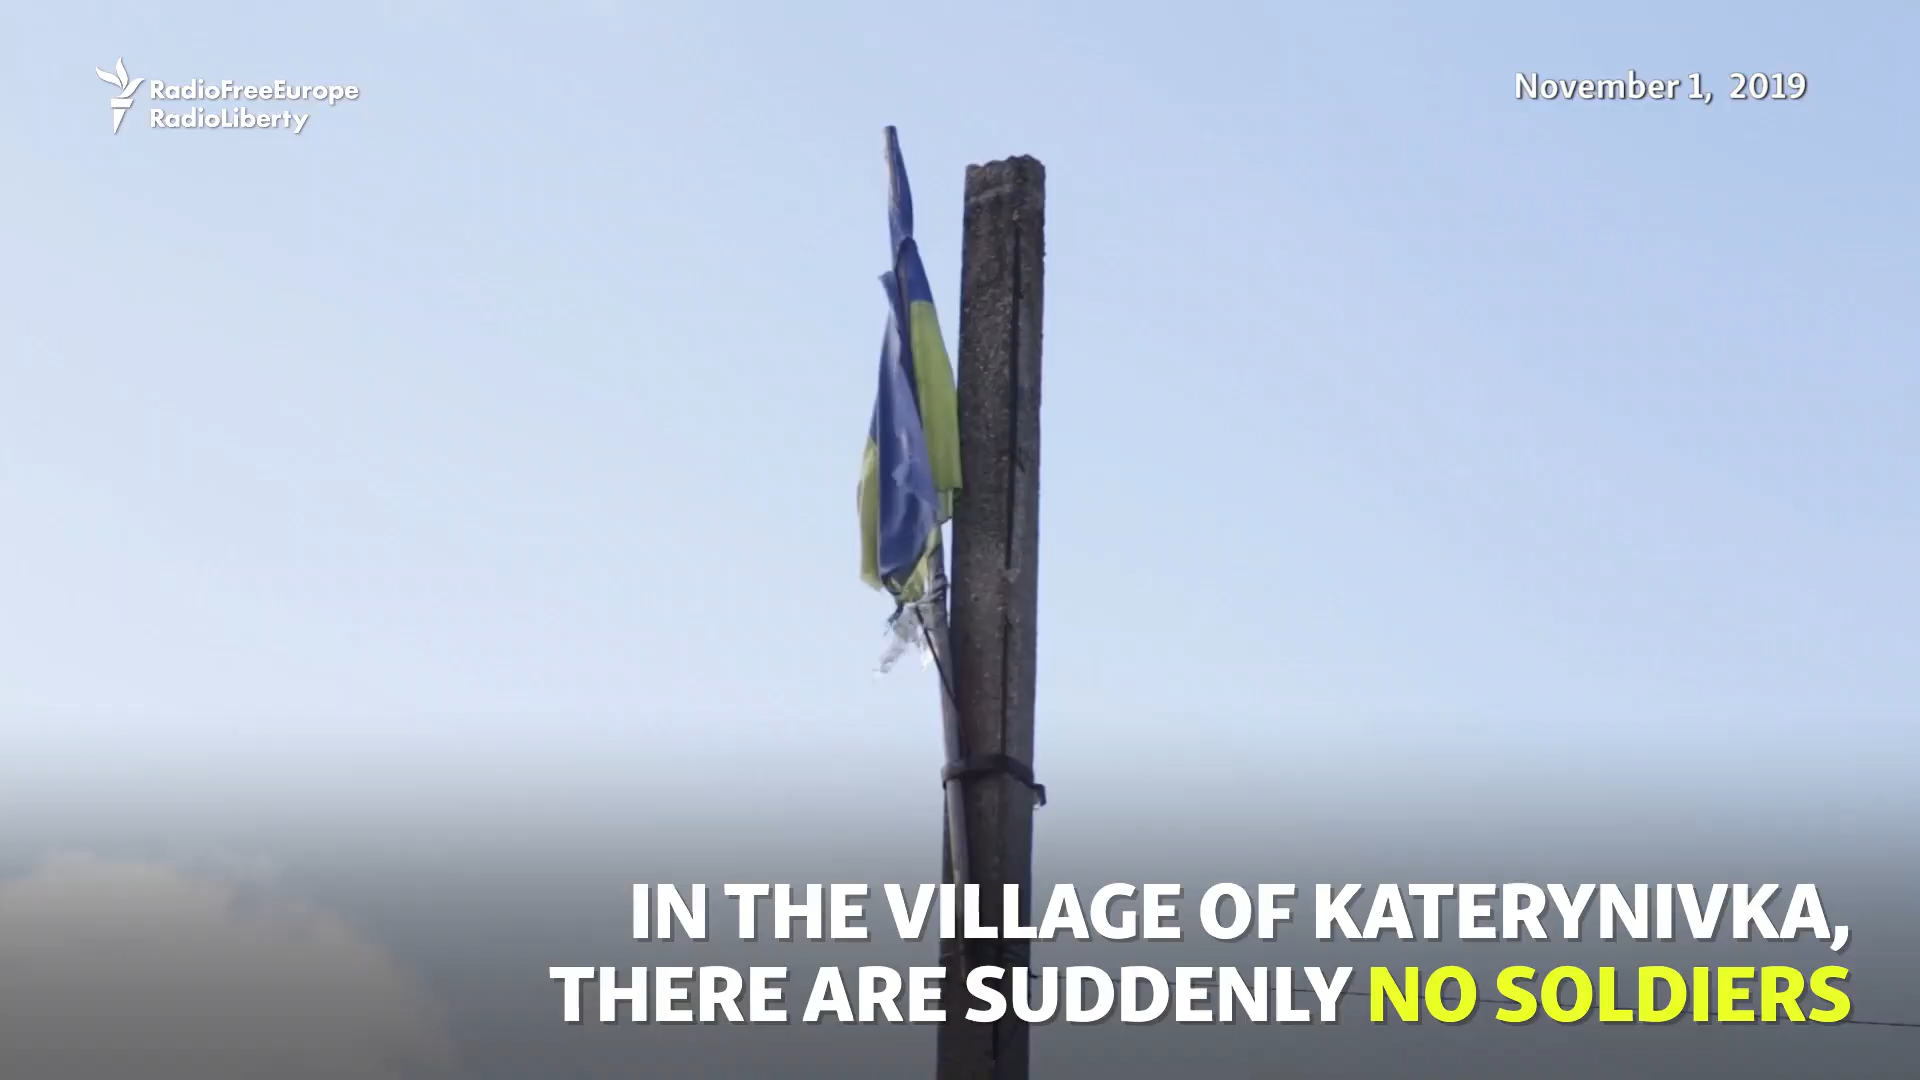 RadioFreeEurope
RadioLiberty
November 1, 2019
IN THE VILLAGE OF KATERYNIVKA,
THERE ARE SUDDENLY NO SOLDIERS